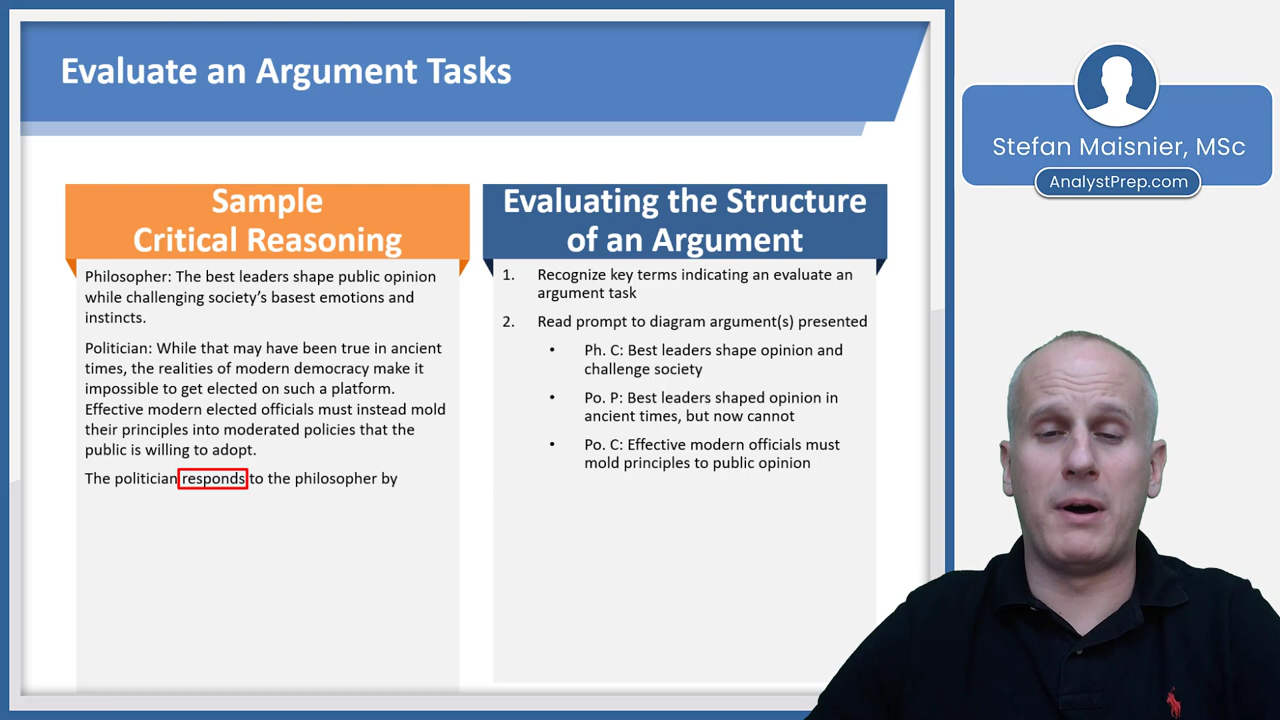 Evaluate an Argument Tasks
Stefan Maisnier, MSc
AnalystPrep.com
Sample
Critical Reasoning
Philosopher: The best leaders shape public opinion
while challenging society’s basest emotions and
instincts.
Politician: While that may have been true in ancient
times, the realities of modern democracy make it
impossible to get elected on such a platform.
Effective modern elected officials must instead mold
their principles into moderated policies that the
public is willing to adopt.
The politician responds to the philosopher by
Evaluating the Structure
of an Argument
1. Recognize key terms indicating an evaluate an
argument task
2. Read prompt to diagram argument(s) presented
• Ph. C: Best leaders shape opinion and
challenge society
• Po. P: Best leaders shaped opinion in
ancient times, but now cannot
• Po. C: Effective modern officials must
mold principles to public opinion